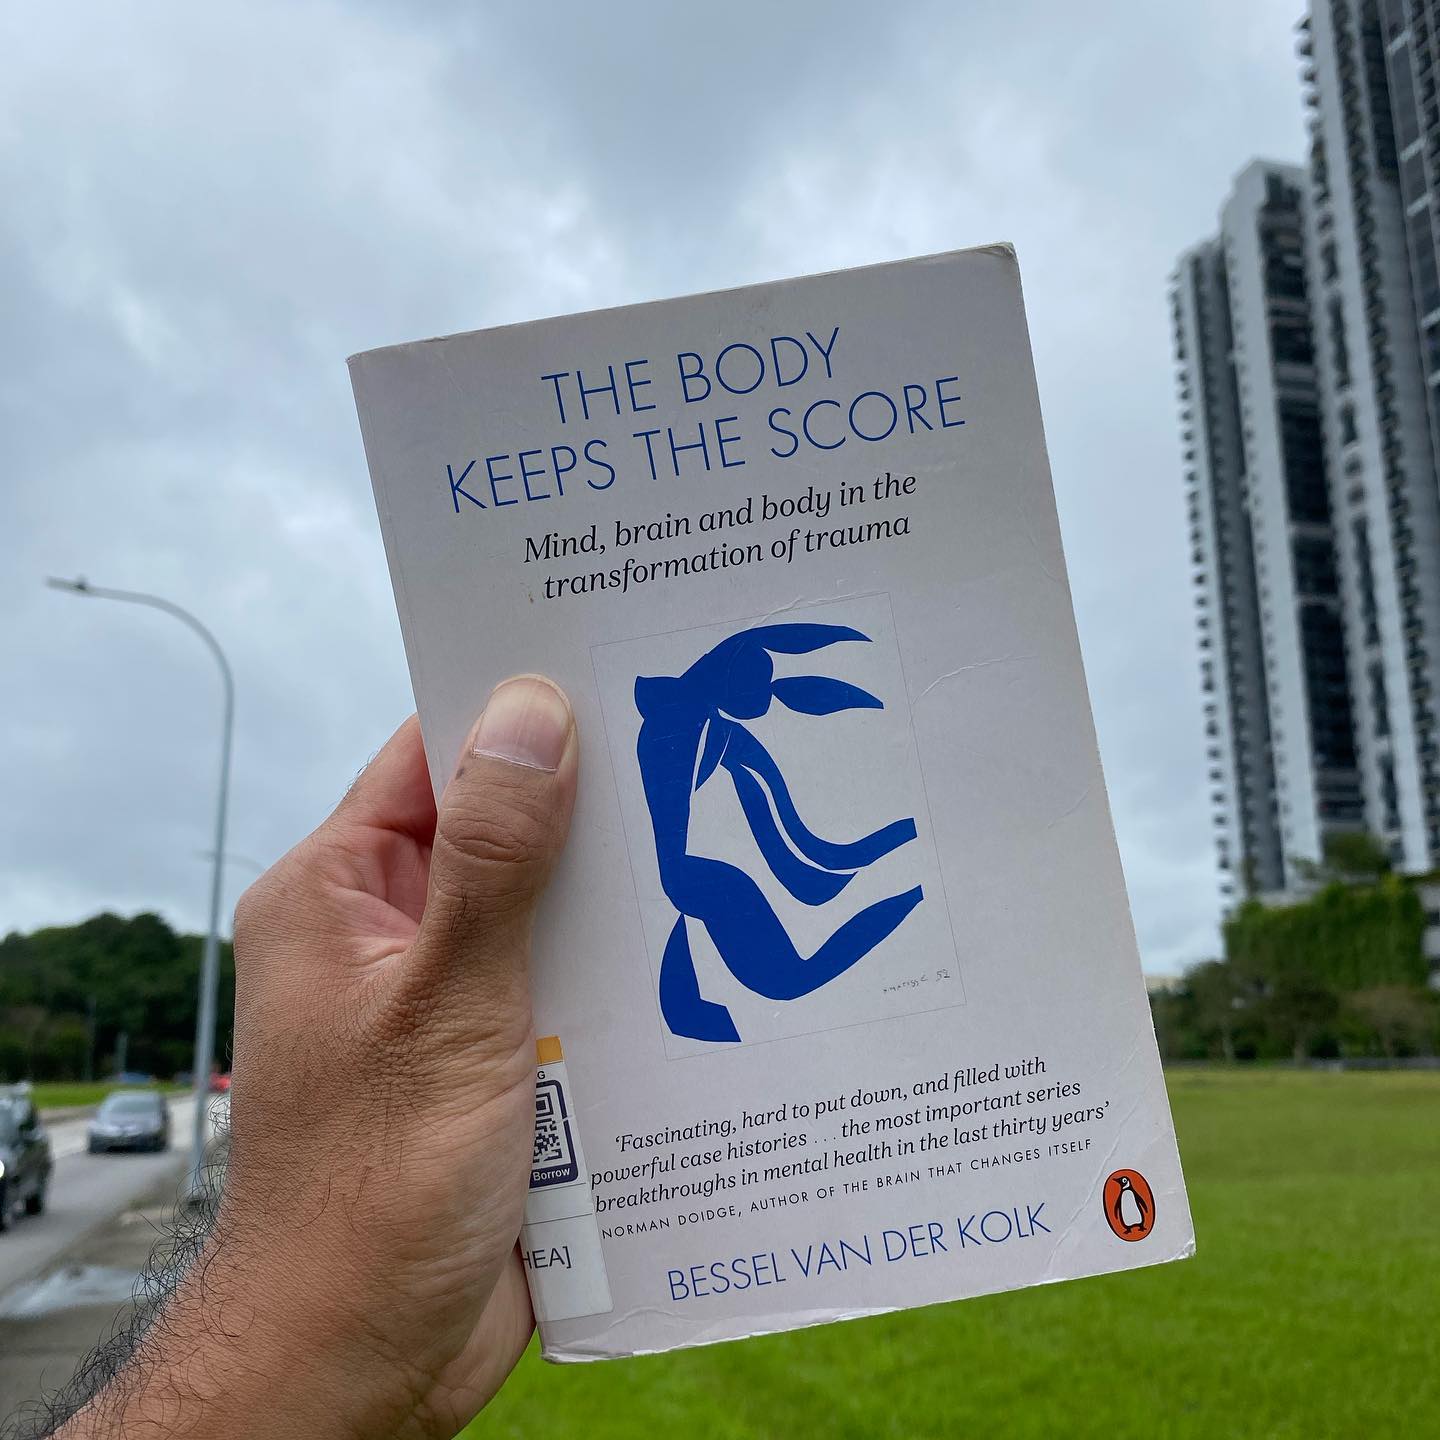 THE BODY
KEEPS THE SCORE
Mind, brain and body in the
transformation of trauma
‘Fascinating, hard to put down, and filled with
powerful case histories . . . the most important series
breakthroughs in mental health in the last thirty years’
NORMAN DOIDGE, AUTHOR OF THE BRAIN THAT CHANGES ITSELF
BESSEL VAN DER KOLK
G
Borrow
HEA]